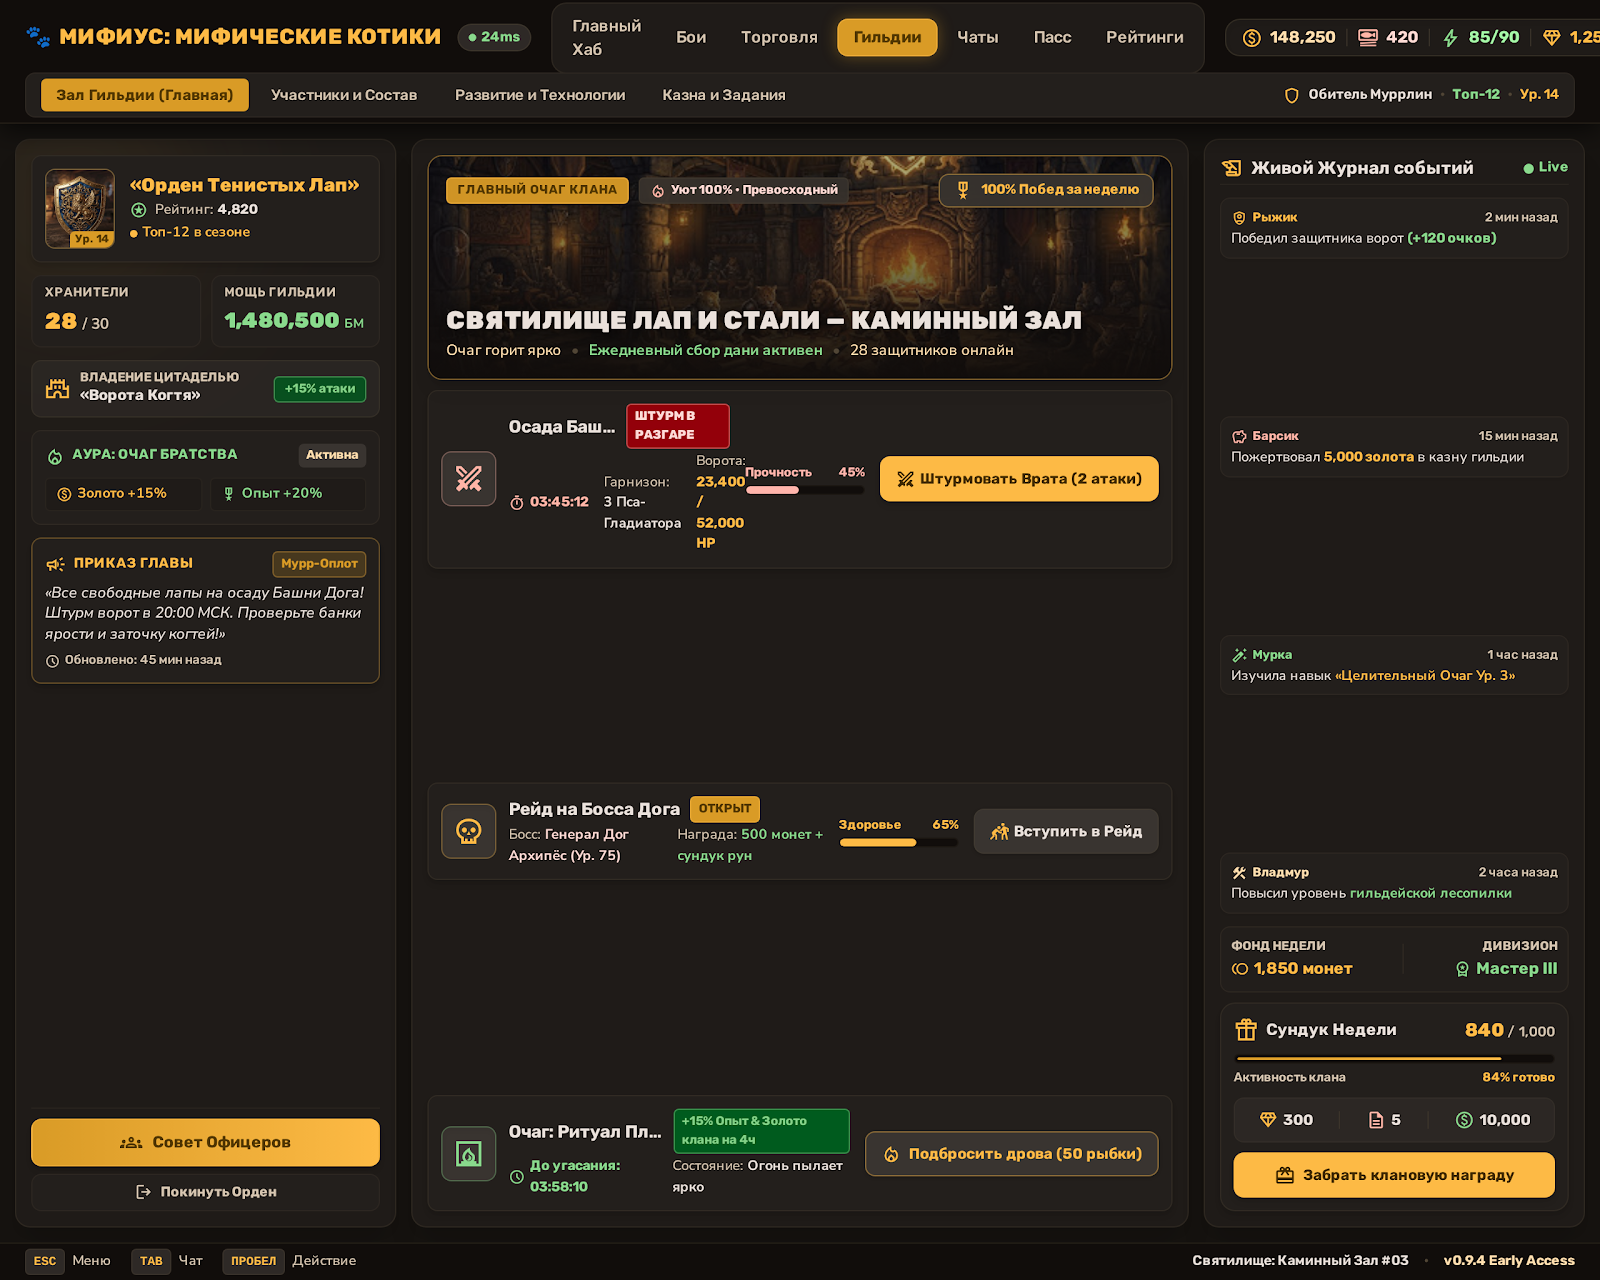 МИФИУС: МИФИЧЕСКИЕ КОТИКИ
24ms
Главный
Хаб
Бои
Торговля
Гильдии
Чаты
Пасс
Рейтинги
148,250
420
85/90
Зал Гильдии (Главная)
Участники и Состав
Развитие и Технологии
Казна и Задания
Обитель Муррлин • Топ-12 • Ур. 14
«Орден Тенистых Лап»
Рейтинг: 4,820
Топ-12 в сезоне
Ур. 14
ХРАНИТЕЛИ
28 / 30
МОЩЬ ГИЛЬДИИ
1,480,500 БМ
ВЛАДЕНИЕ ЦИТАДЕЛЬЮ
«Ворота Когтя»
+15% атаки
АУРА: ОЧАГ БРАТСТВА
Активна
Золото +15%
Опыт +20%
ПРИКАЗ ГЛАВЫ
Мурр-Оплот
«Все свободные лапы на осаду Башни Дога!
Штурм ворот в 20:00 МСК. Проверьте банки
ярости и заточку когтей!»
Обновлено: 45 мин назад
Совет Офицеров
Покинуть Орден
ГЛАВНЫЙ ОЧАГ КЛАНА
Уют 100% • Превосходный
100% Побед за неделю
СВЯТИЛИЩЕ ЛАП И СТАЛИ — КАМИННЫЙ ЗАЛ
Очаг горит ярко • Ежедневный сбор дани активен • 28 защитников онлайн
Осада Баш...
ШТУРМ В
РАЗГАРЕ
03:45:12
Гарнизон:
3 Пса-
Гладиатора
Ворота:
23,400
/
52,000
HP
Прочность 45%
Штурмовать Врата (2 атаки)
Рейд на Босса Дога
ОТКРЫТ
Босс: Генерал Дог
Архипёс (Ур. 75)
Награда: 500 монет +
сундук рун
Здоровье 65%
Вступить в Рейд
Очаг: Ритуал Пл...
+15% Опыт & Золото
клана на 4ч
До угасания:
03:58:10
Состояние: Огонь пылает
ярко
Подбросить дрова (50 рыбки)
Живой Журнал событий
Live
Рыжик
2 мин назад
Победил защитника ворот (+120 очков)
Барсик
15 мин назад
Пожертвовал 5,000 золота в казну гильдии
Мурка
1 час назад
Изучила навык «Целительный Очаг Ур. 3»
Владмур
2 часа назад
Повысил уровень гильдейской лесопилки
ФОНД НЕДЕЛИ
1,850 монет
ДИВИЗИОН
Мастер III
Сундук Недели
840 / 1,000
Активность клана
84% готово
300
5
10,000
Забрать клановую награду
ESC Меню
TAB Чат
ПРОБЕЛ Действие
Святилище: Каминный Зал #03 • v0.9.4 Early Access